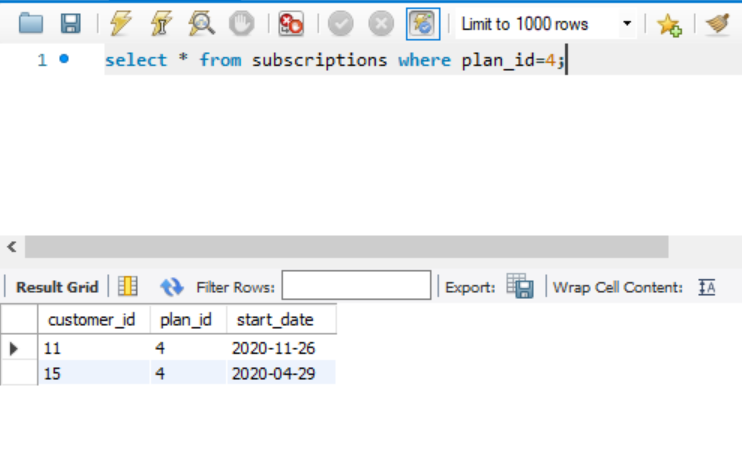 Limit to 1000 rows
1 select * from subscriptions where plan_id=4;
Result Grid Filter Rows: Export: Wrap Cell Content:
customer_id plan_id start_date
11 4 2020-11-26
15 4 2020-04-29